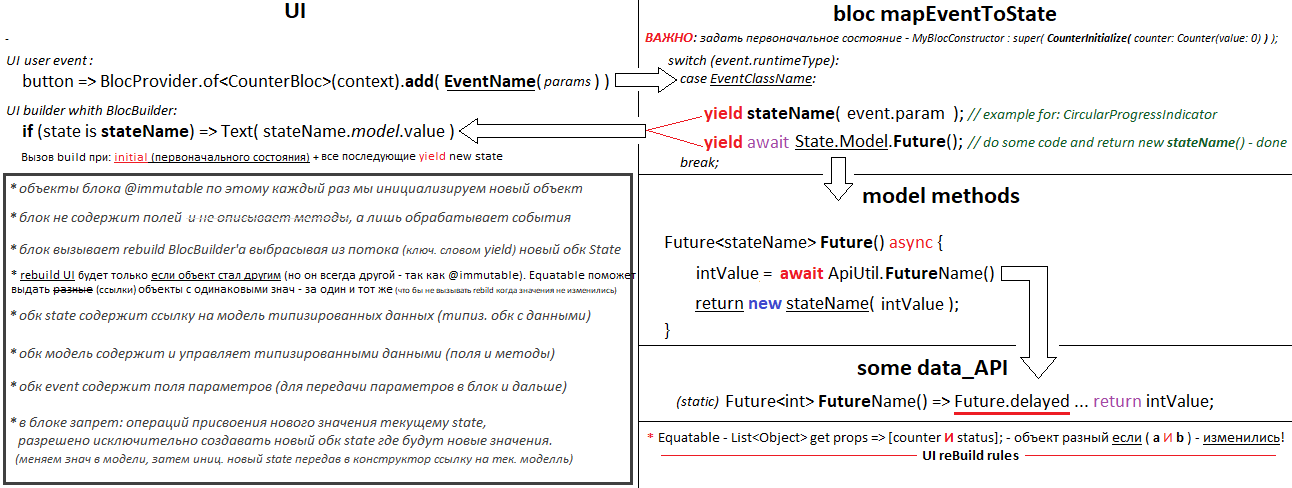 UI
-
UI user event :
button => BlocProvider.of<CounterBloc>(context).add( EventName( params ) )
UI builder whith BlocBuilder:
if (state is stateName) => Text( stateName.model.value )
Вызов build при: initial (первоначального состояния) + все последующие yield new state
* объекты блока @immutable по этому каждый раз мы инициализируем новый объект
* блок не содержит полей и не описывает методы, а лишь обрабатывает события
* блок вызывает rebuild BlocBuilder'а выбрасывая из потока (ключ. словом yield) новый обк State
* rebuild UI будет только если объект стал другим (но он всегда другой - так как @immutable). Equatable поможет
выдать разные (ссылки) объекты с одинаковыми знач - за один и тот же (что бы не вызывать rebild когда значения не изменились)
* обк state содержит ссылку на модель типизированных данных (типиз. обк с данными)
* обк модель содержит и управляет типизированными данными (поля и методы)
* обк event содержит поля параметров (для передачи параметров в блок и дальше)
* в блоке запрет: операций присвоения нового значения текущему state,
разрешено исключительно создавать новый обк state где будут новые значения.
(меняем знач в модели, затем иниц. новый state передав в конструктор ссылку на тек. моделль)
bloc mapEventToState
ВАЖНО: задать первоначальное состояние - MyBlocConstructor : super( CounterInitialize( counter: Counter(value: 0) ) );
switch (event.runtimeType):
case EventClassName:
yield stateName( event.param ); // example for: CircularProgressIndicator
yield await State.Model.Future(); // do some code and return new stateName() - done
break;
model methods
Future<stateName> Future() async {
intValue = await ApiUtil.FutureName()
return new stateName( intValue );
}
some data_API
(static) Future<int> FutureName() => Future.delayed ... return intValue;
* Equatable - List<Object> get props => [counter И status]; - объект разный если ( a И b ) - изменились!
UI reBuild rules